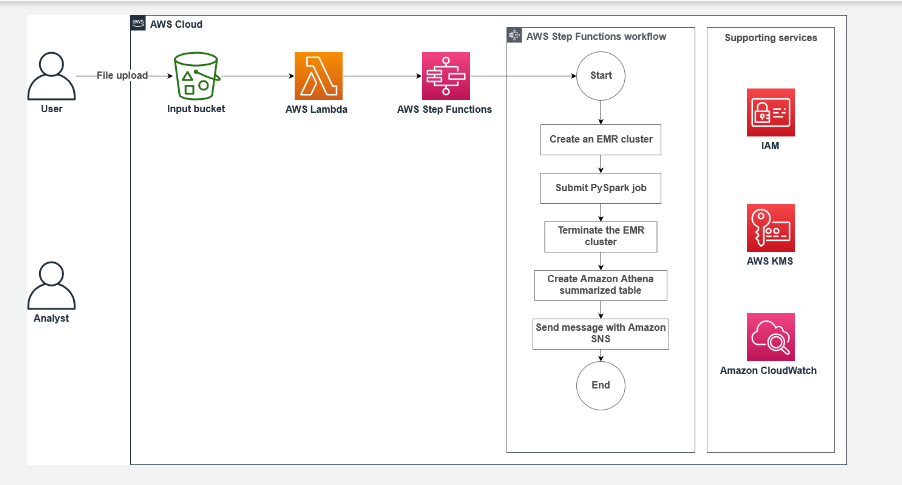 AWS Cloud
AWS Step Functions workflow
Supporting services
User
File upload
Input bucket
AWS Lambda
AWS Step Functions
Start
Create an EMR cluster
Submit PySpark job
Terminate the EMR
cluster
Create Amazon Athena
summarized table
Send message with Amazon
SNS
End
IAM
AWS KMS
Amazon CloudWatch
Analyst